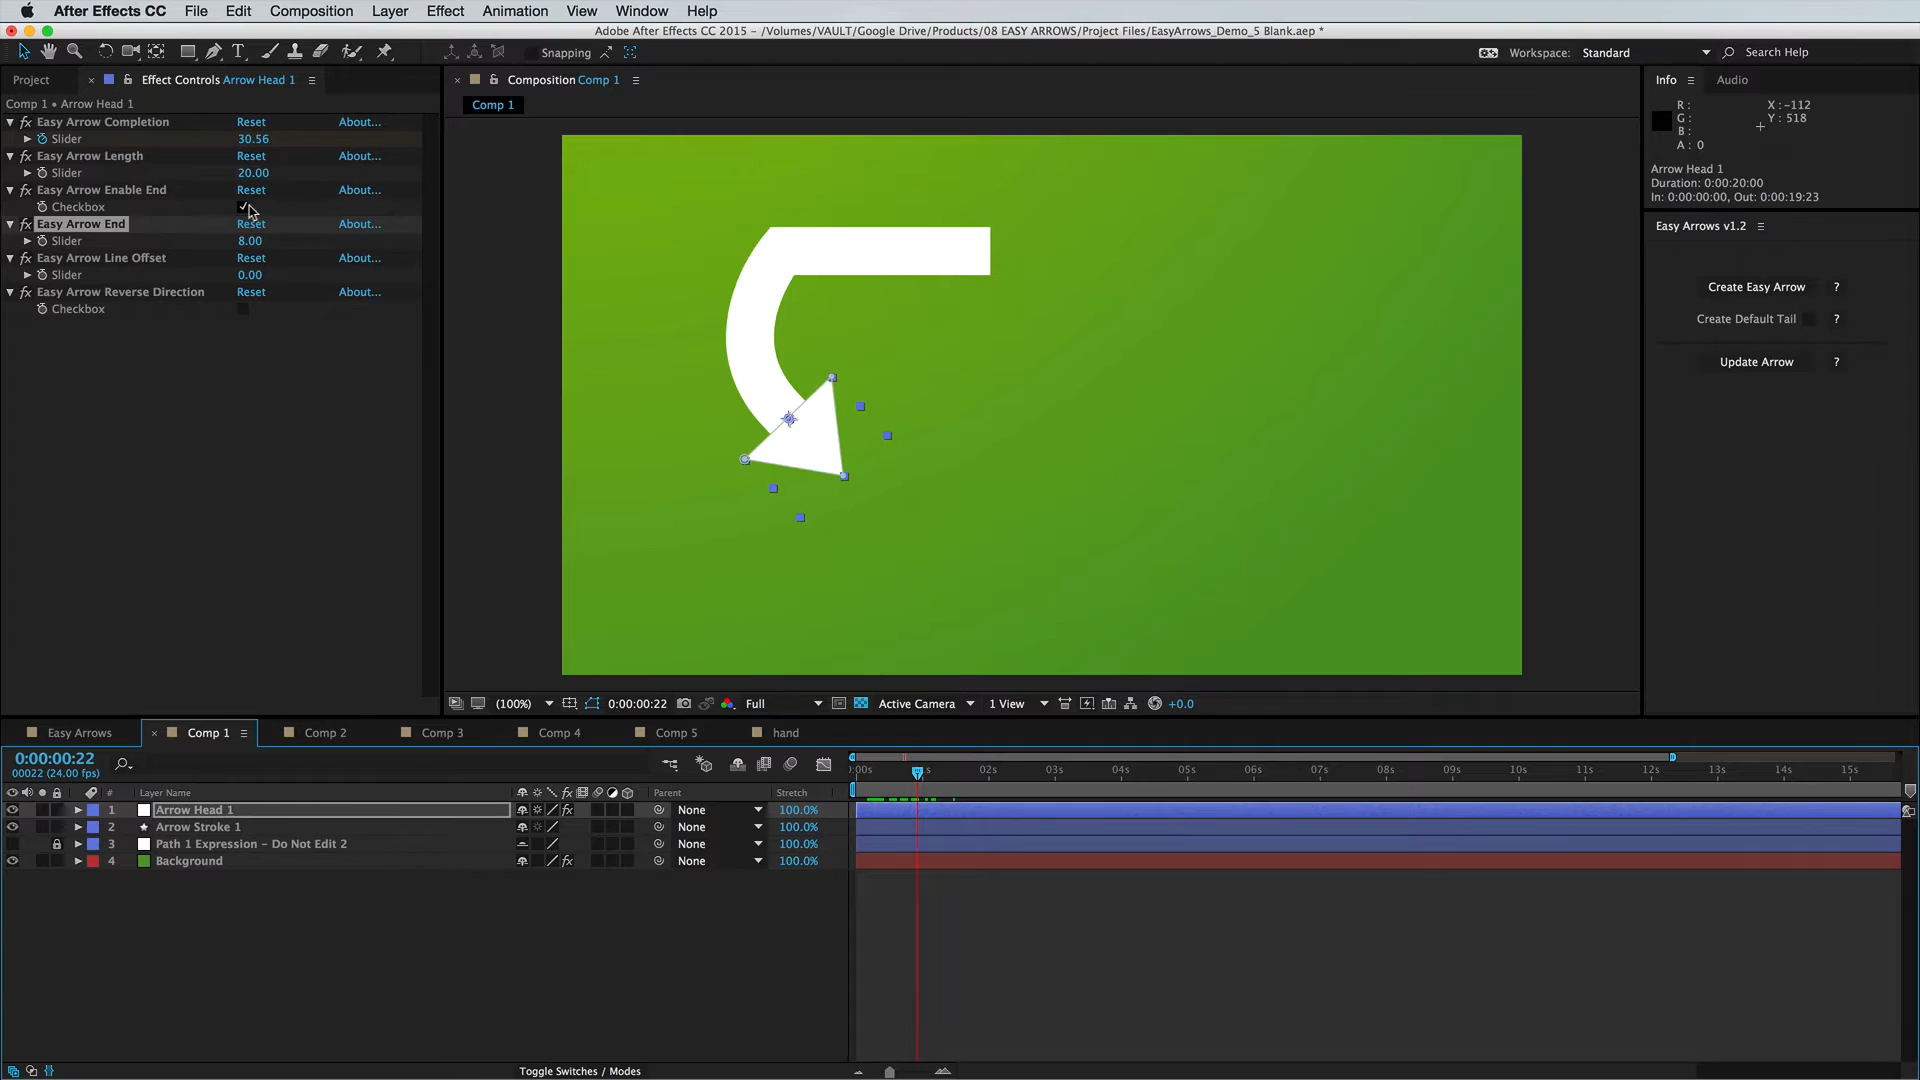 After Effects CC File Edit Composition Layer Effect Animation View Window Help
Adobe After Effects CC 2015 - /Volumes/VAULT/Google Drive/Products/08 EASY ARROWS/Project Files/EasyArrows_Demo_5 Blank.aep *
Snapping
Workspace: Standard
Search Help
Project
Effect Controls Arrow Head 1
Composition Comp 1
Info
Audio
Comp 1 • Arrow Head 1
Comp 1
Easy Arrow Completion Reset About...
Slider 30.56
Easy Arrow Length Reset About...
Slider 20.00
Easy Arrow Enable End Reset About...
Checkbox
Easy Arrow End Reset About...
Slider 8.00
Easy Arrow Line Offset Reset About...
Slider 0.00
Easy Arrow Reverse Direction Reset About...
Checkbox
R :
G :
B :
A : 0
X : -112
Y : 518
Arrow Head 1
Duration: 0:00:20:00
In: 0:00:00:00, Out: 0:00:19:23
Easy Arrows v1.2
Create Easy Arrow ?
Create Default Tail ?
Update Arrow ?
(100%) 0:00:00:22 Full Active Camera 1 View +0.0
Easy Arrows Comp 1 Comp 2 Comp 3 Comp 4 Comp 5 hand
0:00:00:22
00022 (24.00 fps)
:00s 02s 03s 04s 05s 06s 07s 08s 09s 10s 11s 12s 13s 14s 15s
# Layer Name fx Parent Stretch
1 Arrow Head 1 fx None 100.0%
2 Arrow Stroke 1 None 100.0%
3 Path 1 Expression - Do Not Edit 2 None 100.0%
4 Background fx None 100.0%
Toggle Switches / Modes